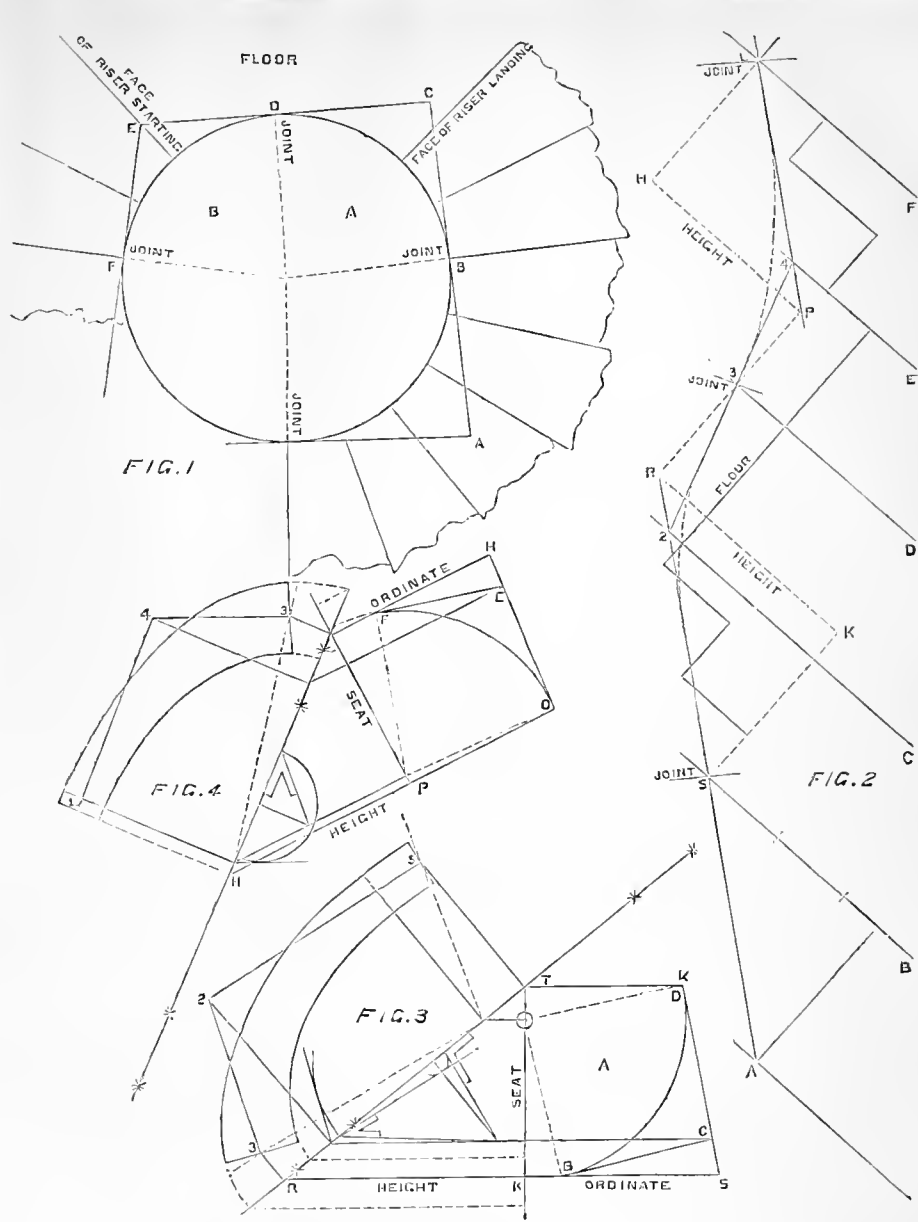 FLOOR
FACE
OF RISER STARTING
FACE OF RISER LANDING
E
D
C
JOINT
B
A
F
JOINT
JOINT
B
JOINT
A
FIG. 1
L
JOINT
H
F
HEIGHT
4
P
3
JOINT
E
R
FLOUR
2
D
HEIGHT
K
C
JOINT
S
FIG. 2
B
A
H
ORDINATE
4
3
F
C
SEAT
O
FIG. 4
P
HEIGHT
H
S
T
K
D
2
FIG. 3
A
SEAT
3
C
B
R
HEIGHT
K
ORDINATE
S